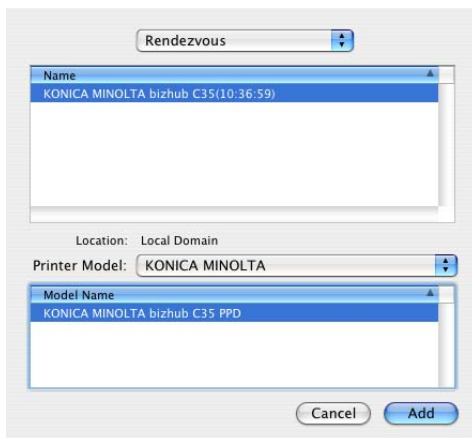 Rendezvous
Name
KONICA MINOLTA bizhub C35(10:36:59)
Location: Local Domain
Printer Model: KONICA MINOLTA
Model Name
KONICA MINOLTA bizhub C35 PPD
Cancel Add